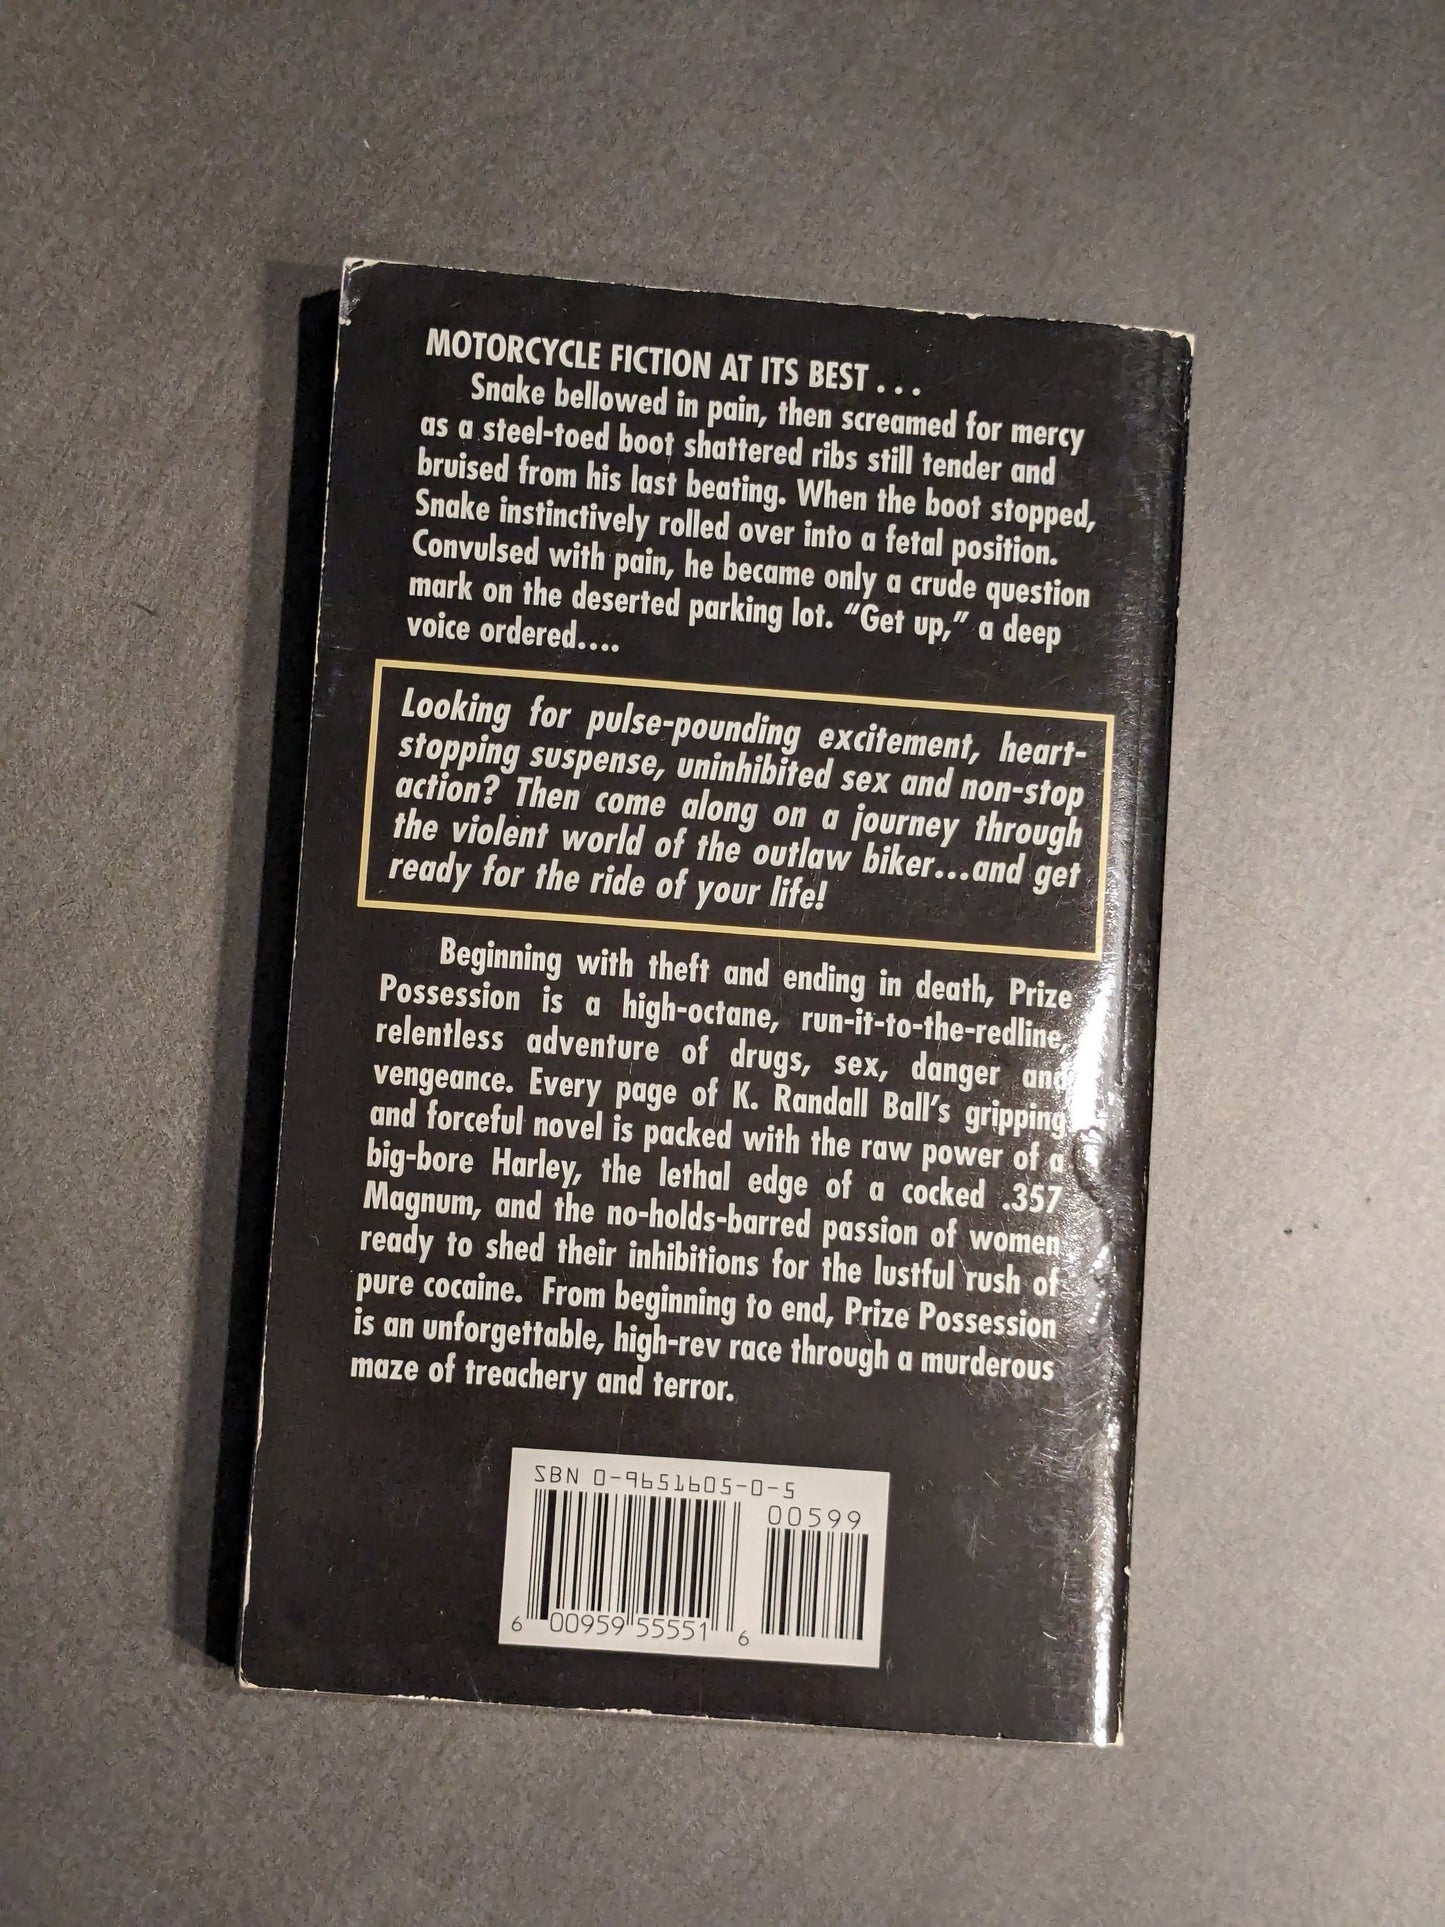 MOTORCYCLE FICTION AT ITS BEST . . .
Snake bellowed in pain, then screamed for mercy
as a steel-toed boot shattered ribs still tender and
bruised from his last beating. When the boot stopped,
Snake instinctively rolled over into a fetal position.
Convulsed with pain, he became only a crude question
mark on the deserted parking lot. “Get up,” a deep
voice ordered....
Looking for pulse-pounding excitement, heart-
stopping suspense, uninhibited sex and non-stop
action? Then come along on a journey through
the violent world of the outlaw biker...and get
ready for the ride of your life!
Beginning with theft and ending in death, Prize
Possession is a high-octane, run-it-to-the-redline,
relentless adventure of drugs, sex, danger and
vengeance. Every page of K. Randall Ball’s gripping
and forceful novel is packed with the raw power of a
big-bore Harley, the lethal edge of a cocked .357
Magnum, and the no-holds-barred passion of women
ready to shed their inhibitions for the lustful rush of
pure cocaine. From beginning to end, Prize Possession
is an unforgettable, high-rev race through a murderous
maze of treachery and terror.
SBN 0-9651605-0-5
00599
6 00959 55551 6